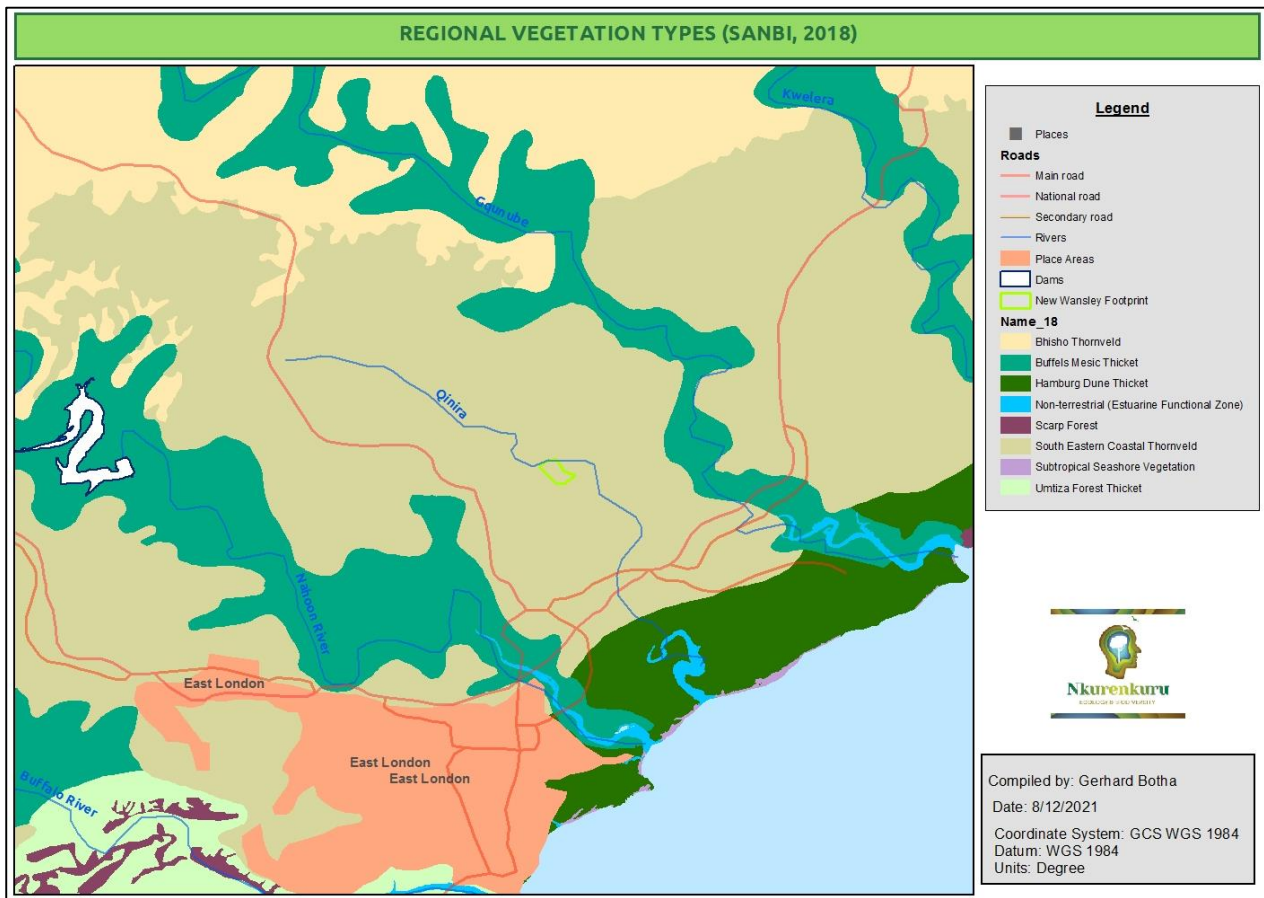 REGIONAL VEGETATION TYPES (SANBI, 2018)
Kwelera
Gqunube
Qinira
Nahoon River
East London
East London
East London
Buffalo River
Legend
Places
Roads
Main road
National road
Secondary road
Rivers
Place Areas
Dams
New Wansley Footprint
Name_18
Bhisho Thornveld
Buffels Mesic Thicket
Hamburg Dune Thicket
Non-terrestrial (Estuarine Functional Zone)
Scarp Forest
South Eastern Coastal Thornveld
Subtropical Seashore Vegetation
Umtiza Forest Thicket
Nkurenkuru
Compiled by: Gerhard Botha
Date: 8/12/2021
Coordinate System: GCS WGS 1984
Datum: WGS 1984
Units: Degree